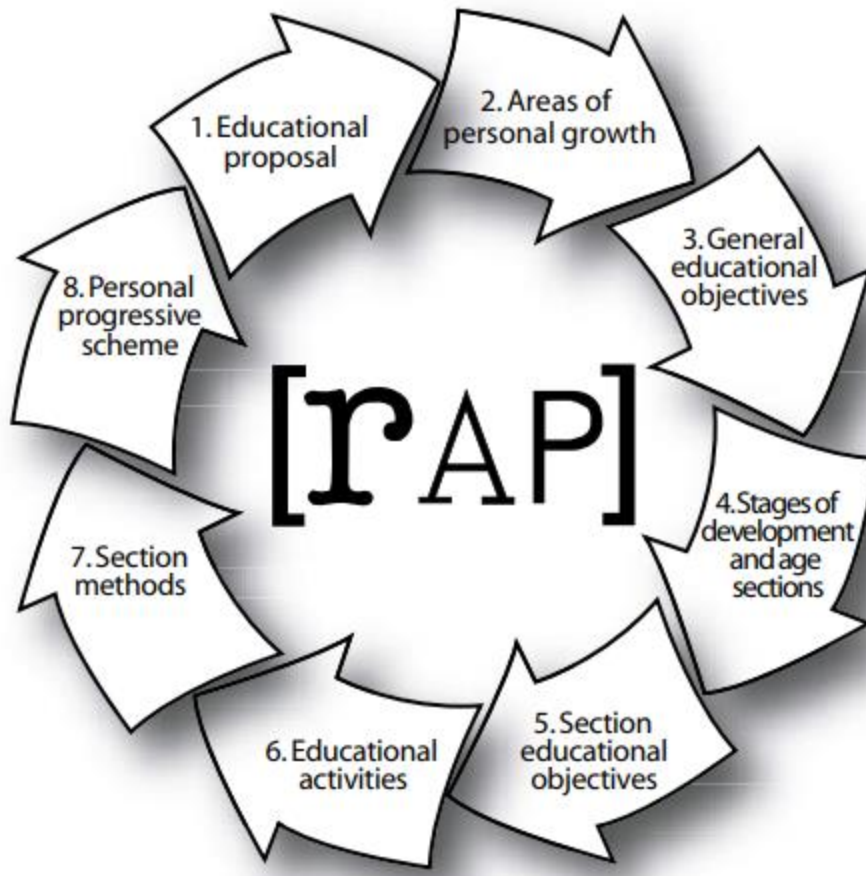 1. Educational
proposal
2. Areas of
personal growth
3. General
educational
objectives
4. Stages of
development
and age
sections
5. Section
educational
objectives
6. Educational
activities
7. Section
methods
8. Personal
progressive
scheme
[rAP]